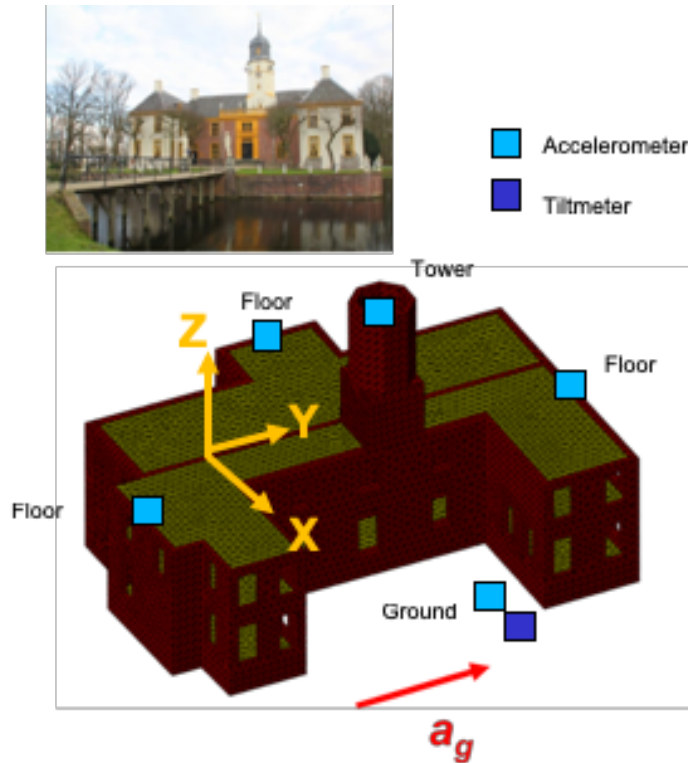 Accelerometer
Tiltmeter
Tower
Floor
Z
Floor
Y
Floor
X
Ground
a_g